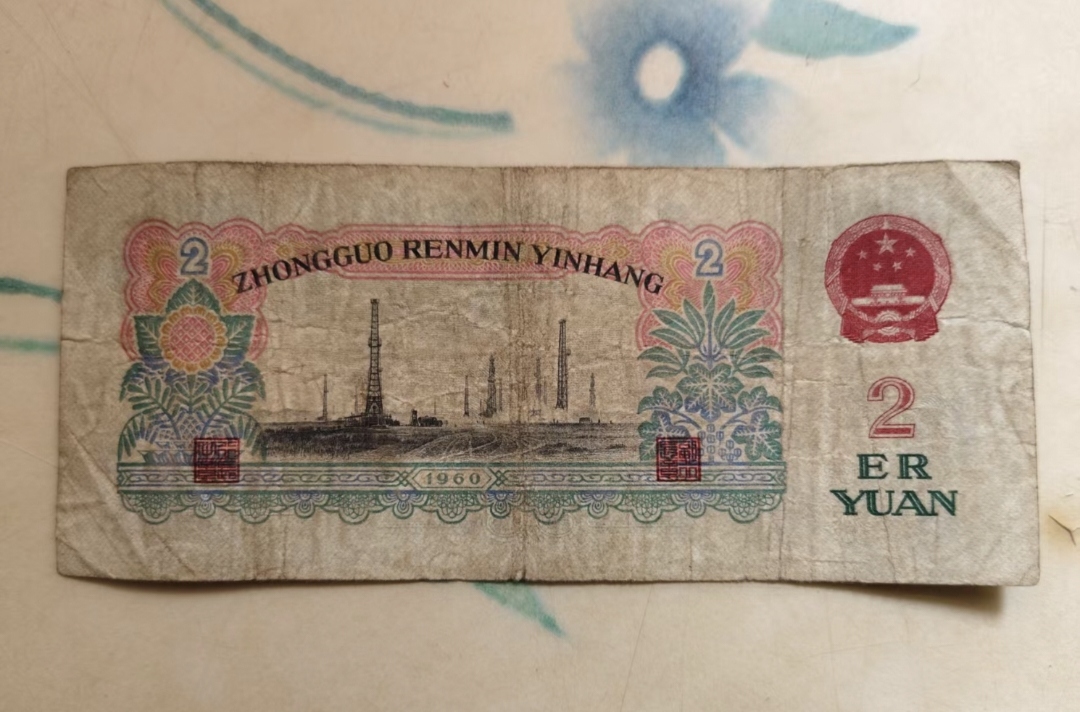 2
2
ZHONGGUO RENMIN YINHANG
1960
2
ER
YUAN